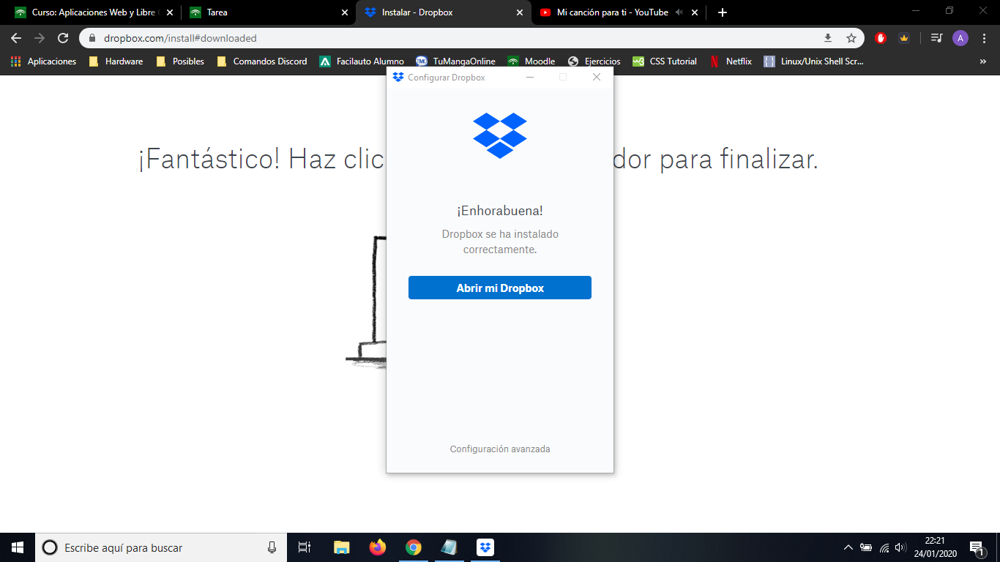 Curso: Aplicaciones Web y Libre
Tarea
Instalar - Dropbox
Mi canción para ti - YouTube
dropbox.com/install#downloaded
A
Aplicaciones
Hardware
Posibles
Comandos Discord
Facilauto Alumno
TuMangaOnline
Moodle
Ejercicios
CSS Tutorial
Netflix
Linux/Unix Shell Scr...
Configurar Dropbox
¡Fantástico! Haz clic
dor para finalizar.
¡Enhorabuena!
Dropbox se ha instalado
correctamente.
Abrir mi Dropbox
Configuración avanzada
Escribe aquí para buscar
22:21
24/01/2020
1